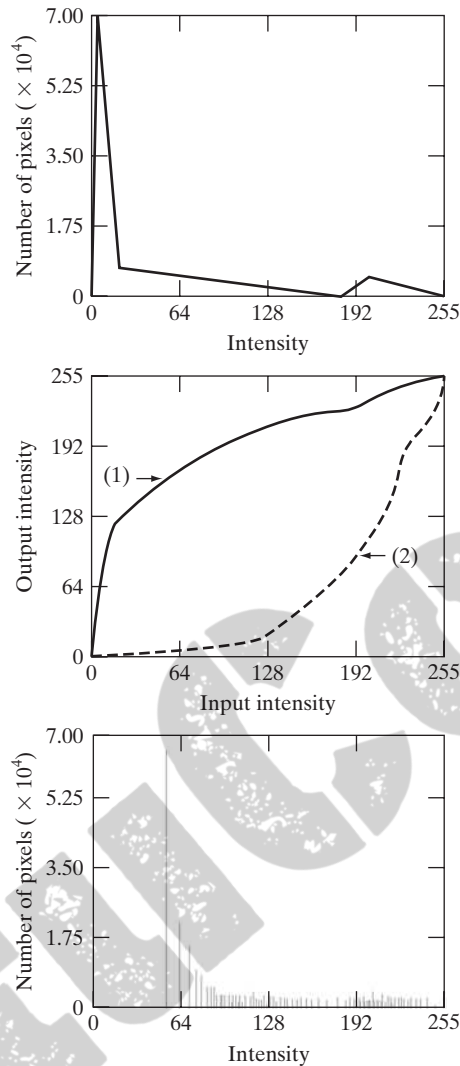 7.00
5.25
3.50
1.75
0
Number of pixels ( × 10⁴)
0 64 128 192 255
Intensity
255
192
128
64
0
Output intensity
(1)
(2)
0 64 128 192 255
Input intensity
7.00
5.25
3.50
1.75
0
Number of pixels ( × 10⁴)
0 64 128 192 255
Intensity